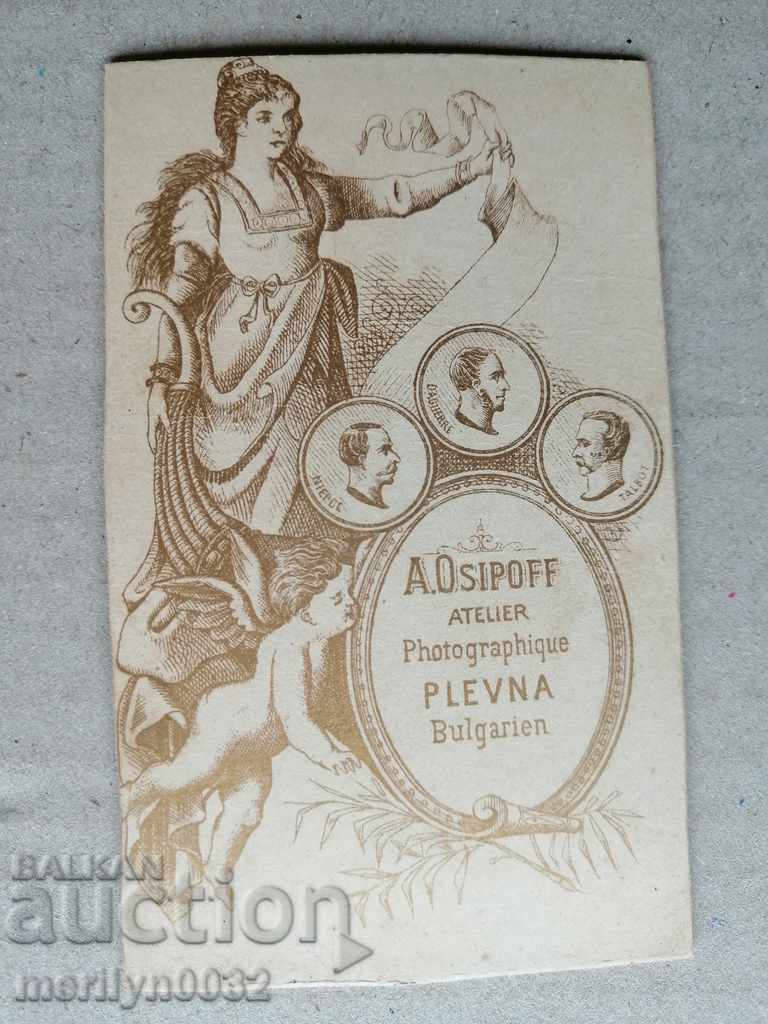 DAGUERRE
NIEPCE
TALBOT
A. OSIPOFF
ATELIER
Photographique
PLEVNA
Bulgarien
BALKAN
auction
merilyn0032